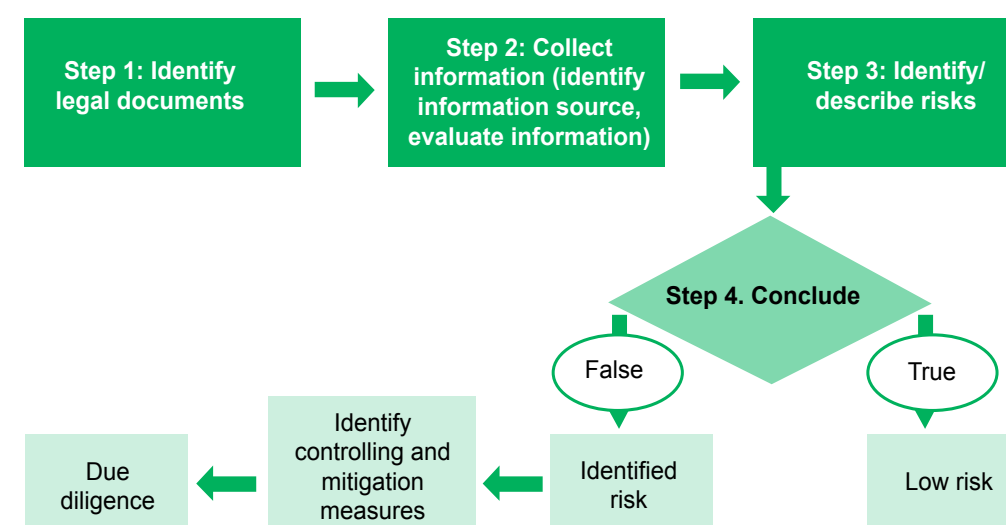 Step 1: Identify
legal documents
Step 2: Collect
information (identify
information source,
evaluate information)
Step 3: Identify/
describe risks
Step 4. Conclude
False
True
Due
diligence
Identify
controlling and
mitigation
measures
Identified
risk
Low risk